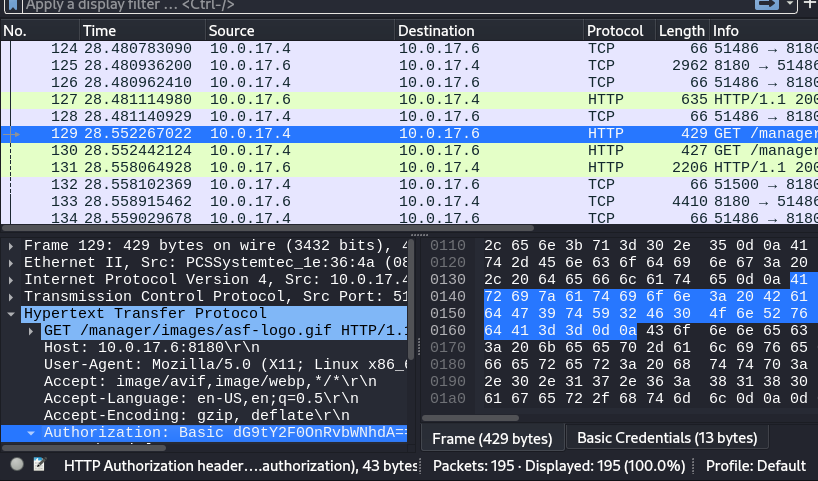 Apply a display filter ... <Ctrl-/>
No. Time Source Destination Protocol Length Info
124 28.480783090 10.0.17.4 10.0.17.6 TCP 66 51486 → 8180
125 28.480936200 10.0.17.6 10.0.17.4 TCP 2962 8180 → 51486
126 28.480962410 10.0.17.4 10.0.17.6 TCP 66 51486 → 8180
127 28.481114980 10.0.17.6 10.0.17.4 HTTP 635 HTTP/1.1 200
128 28.481140929 10.0.17.4 10.0.17.6 TCP 66 51486 → 8180
129 28.552267022 10.0.17.4 10.0.17.6 HTTP 429 GET /manager
130 28.552442124 10.0.17.4 10.0.17.6 HTTP 427 GET /manager
131 28.558064928 10.0.17.6 10.0.17.4 HTTP 2206 HTTP/1.1 200
132 28.558102369 10.0.17.4 10.0.17.6 TCP 66 51500 → 8180
133 28.558915462 10.0.17.6 10.0.17.4 TCP 4410 8180 → 51486
134 28.559029678 10.0.17.4 10.0.17.6 TCP 66 51486 → 8180
Frame 129: 429 bytes on wire (3432 bits), 4
Ethernet II, Src: PCSSystemtec_1e:36:4a (08
Internet Protocol Version 4, Src: 10.0.17.4
Transmission Control Protocol, Src Port: 51
Hypertext Transfer Protocol
GET /manager/images/asf-logo.gif HTTP/1.1
Host: 10.0.17.6:8180\r\n
User-Agent: Mozilla/5.0 (X11; Linux x86_6
Accept: image/avif,image/webp,*/*\r\n
Accept-Language: en-US,en;q=0.5\r\n
Accept-Encoding: gzip, deflate\r\n
Authorization: Basic dG9tY2F0OnRvbWNhdA==
0110 2c 65 6e 3b 71 3d 30 2e 35 0d 0a 41
0120 74 2d 45 6e 63 6f 64 69 6e 67 3a 20
0130 2c 20 64 65 66 6c 61 74 65 0d 0a 41
0140 72 69 7a 61 74 69 6f 6e 3a 20 42 61
0150 64 47 39 74 59 32 46 30 4f 6e 52 76
0160 64 41 3d 3d 0d 0a 43 6f 6e 6e 65 63
0170 3a 20 6b 65 65 70 2d 61 6c 69 76 65
0180 66 65 72 65 72 3a 20 68 74 74 70 3a
0190 2e 30 2e 31 37 2e 36 3a 38 31 38 30
01a0 61 67 65 72 2f 68 74 6d 6c 0d 0a 0d
Frame (429 bytes) Basic Credentials (13 bytes)
HTTP Authorization header....authorization), 43 bytes Packets: 195 · Displayed: 195 (100.0%) Profile: Default